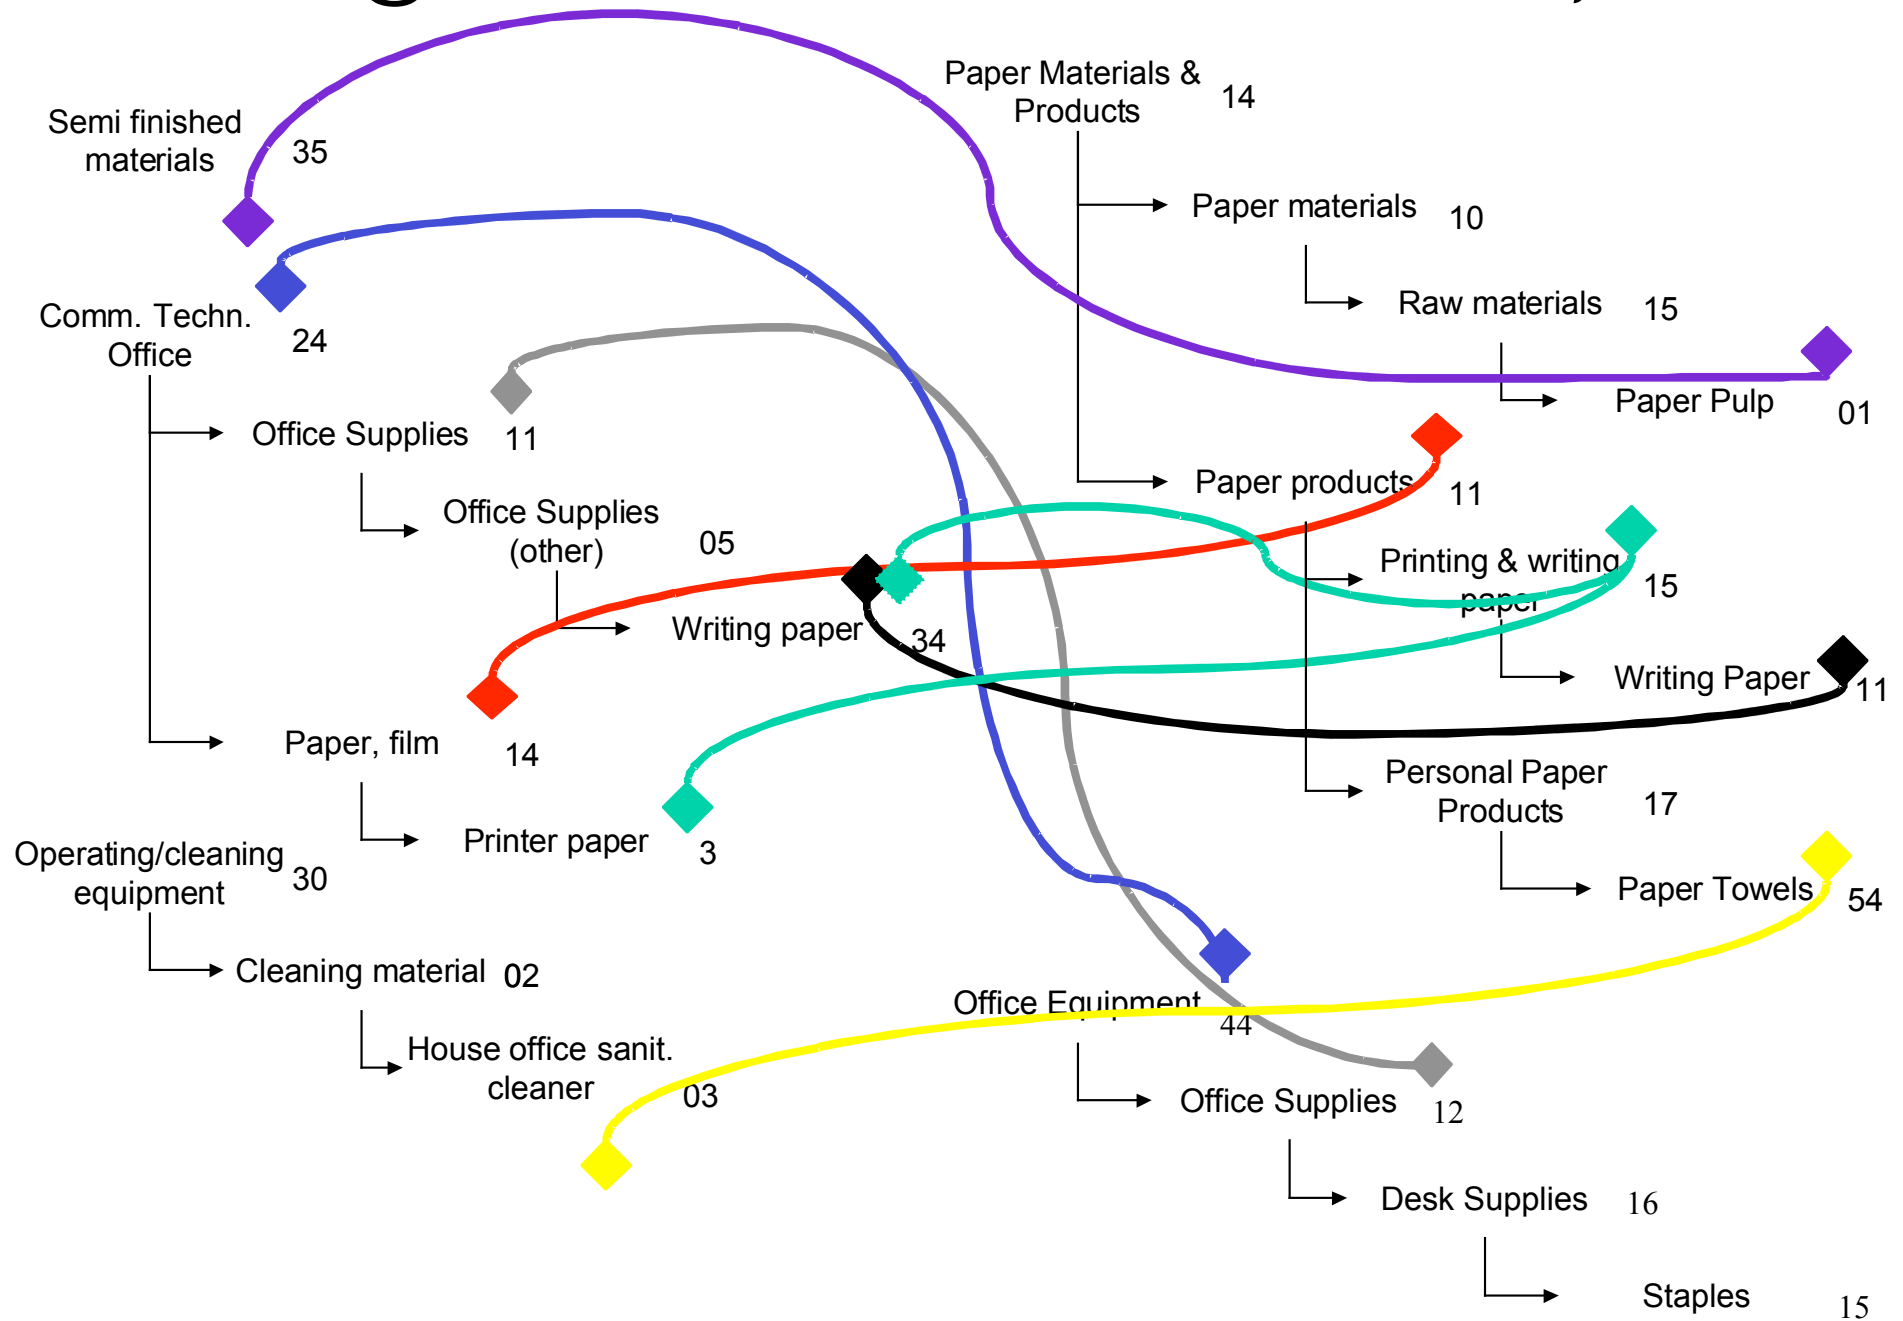 Semi finished
materials
35
Comm. Techn.
Office
24
Office Supplies
11
Office Supplies
(other)
05
Writing paper
34
Paper, film
14
Printer paper
3
Operating/cleaning
equipment
30
Cleaning material
02
House office sanit.
cleaner
03
Paper Materials &
Products
14
Paper materials
10
Raw materials
15
Paper Pulp
01
Paper products
11
Printing & writing
paper
15
Writing Paper
11
Personal Paper
Products
17
Paper Towels
54
Office Equipment
44
Office Supplies
12
Desk Supplies
16
Staples
15